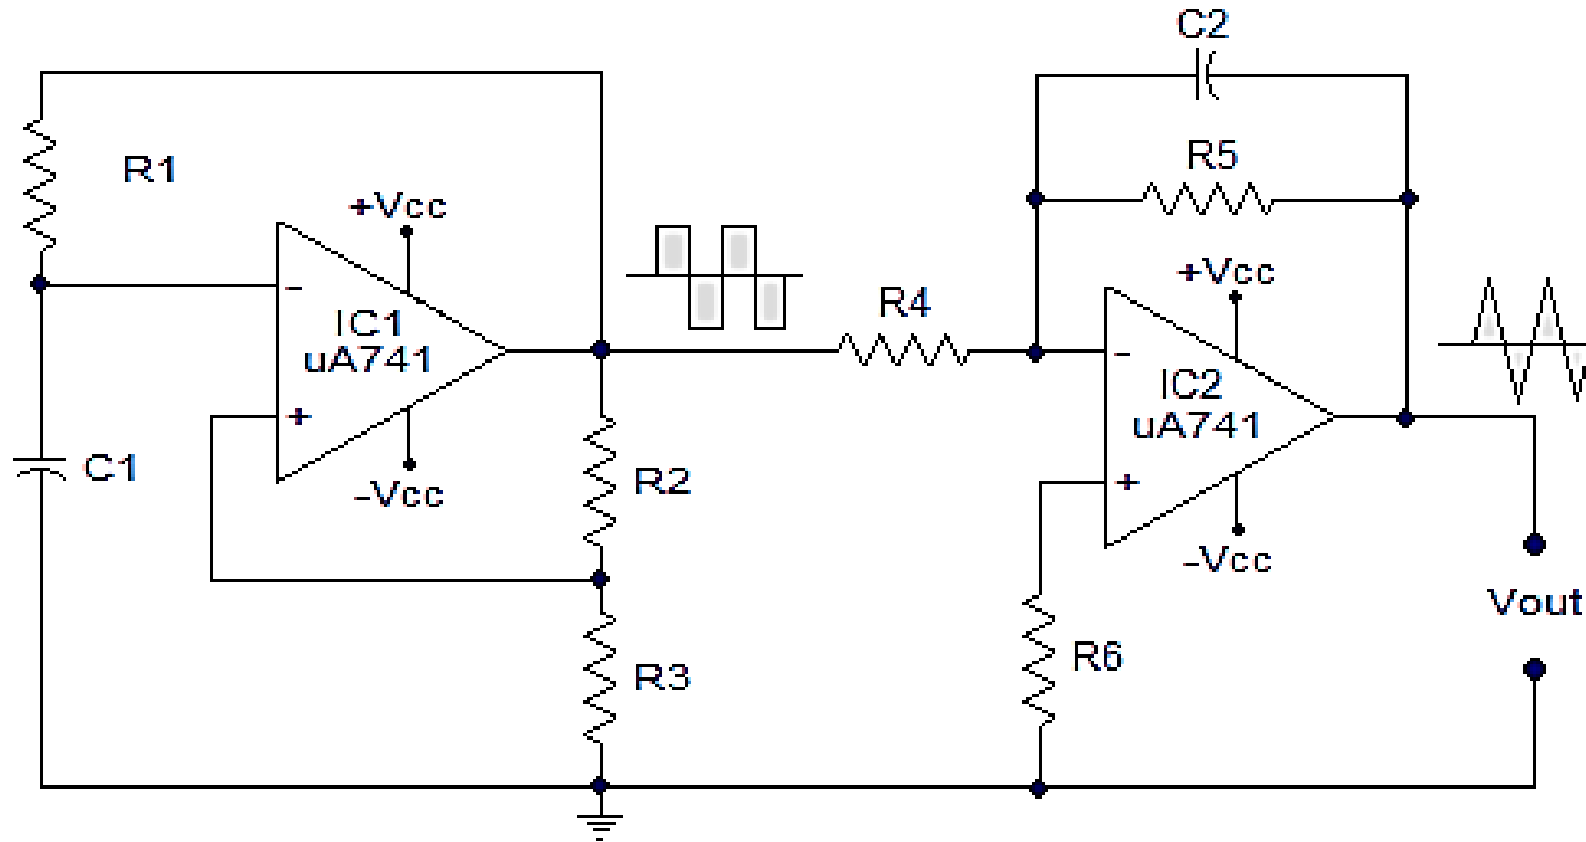 C2
R1
R5
+Vcc
-
IC1
uA741
+
-Vcc
C1
R2
R3
R4
+Vcc
-
IC2
uA741
+
-Vcc
R6
Vout